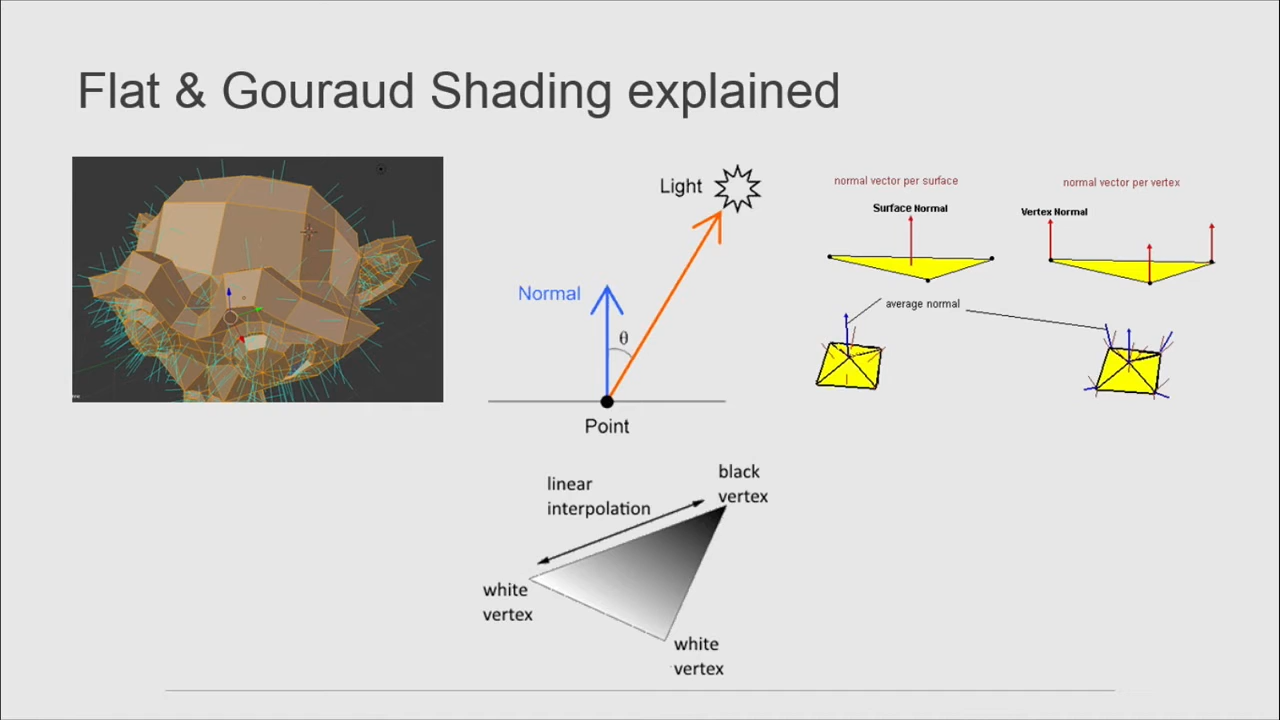 Flat & Gouraud Shading explained
Light
Normal
θ
Point
normal vector per surface
Surface Normal
normal vector per vertex
Vertex Normal
average normal
linear
interpolation
black
vertex
white
vertex
white
vertex